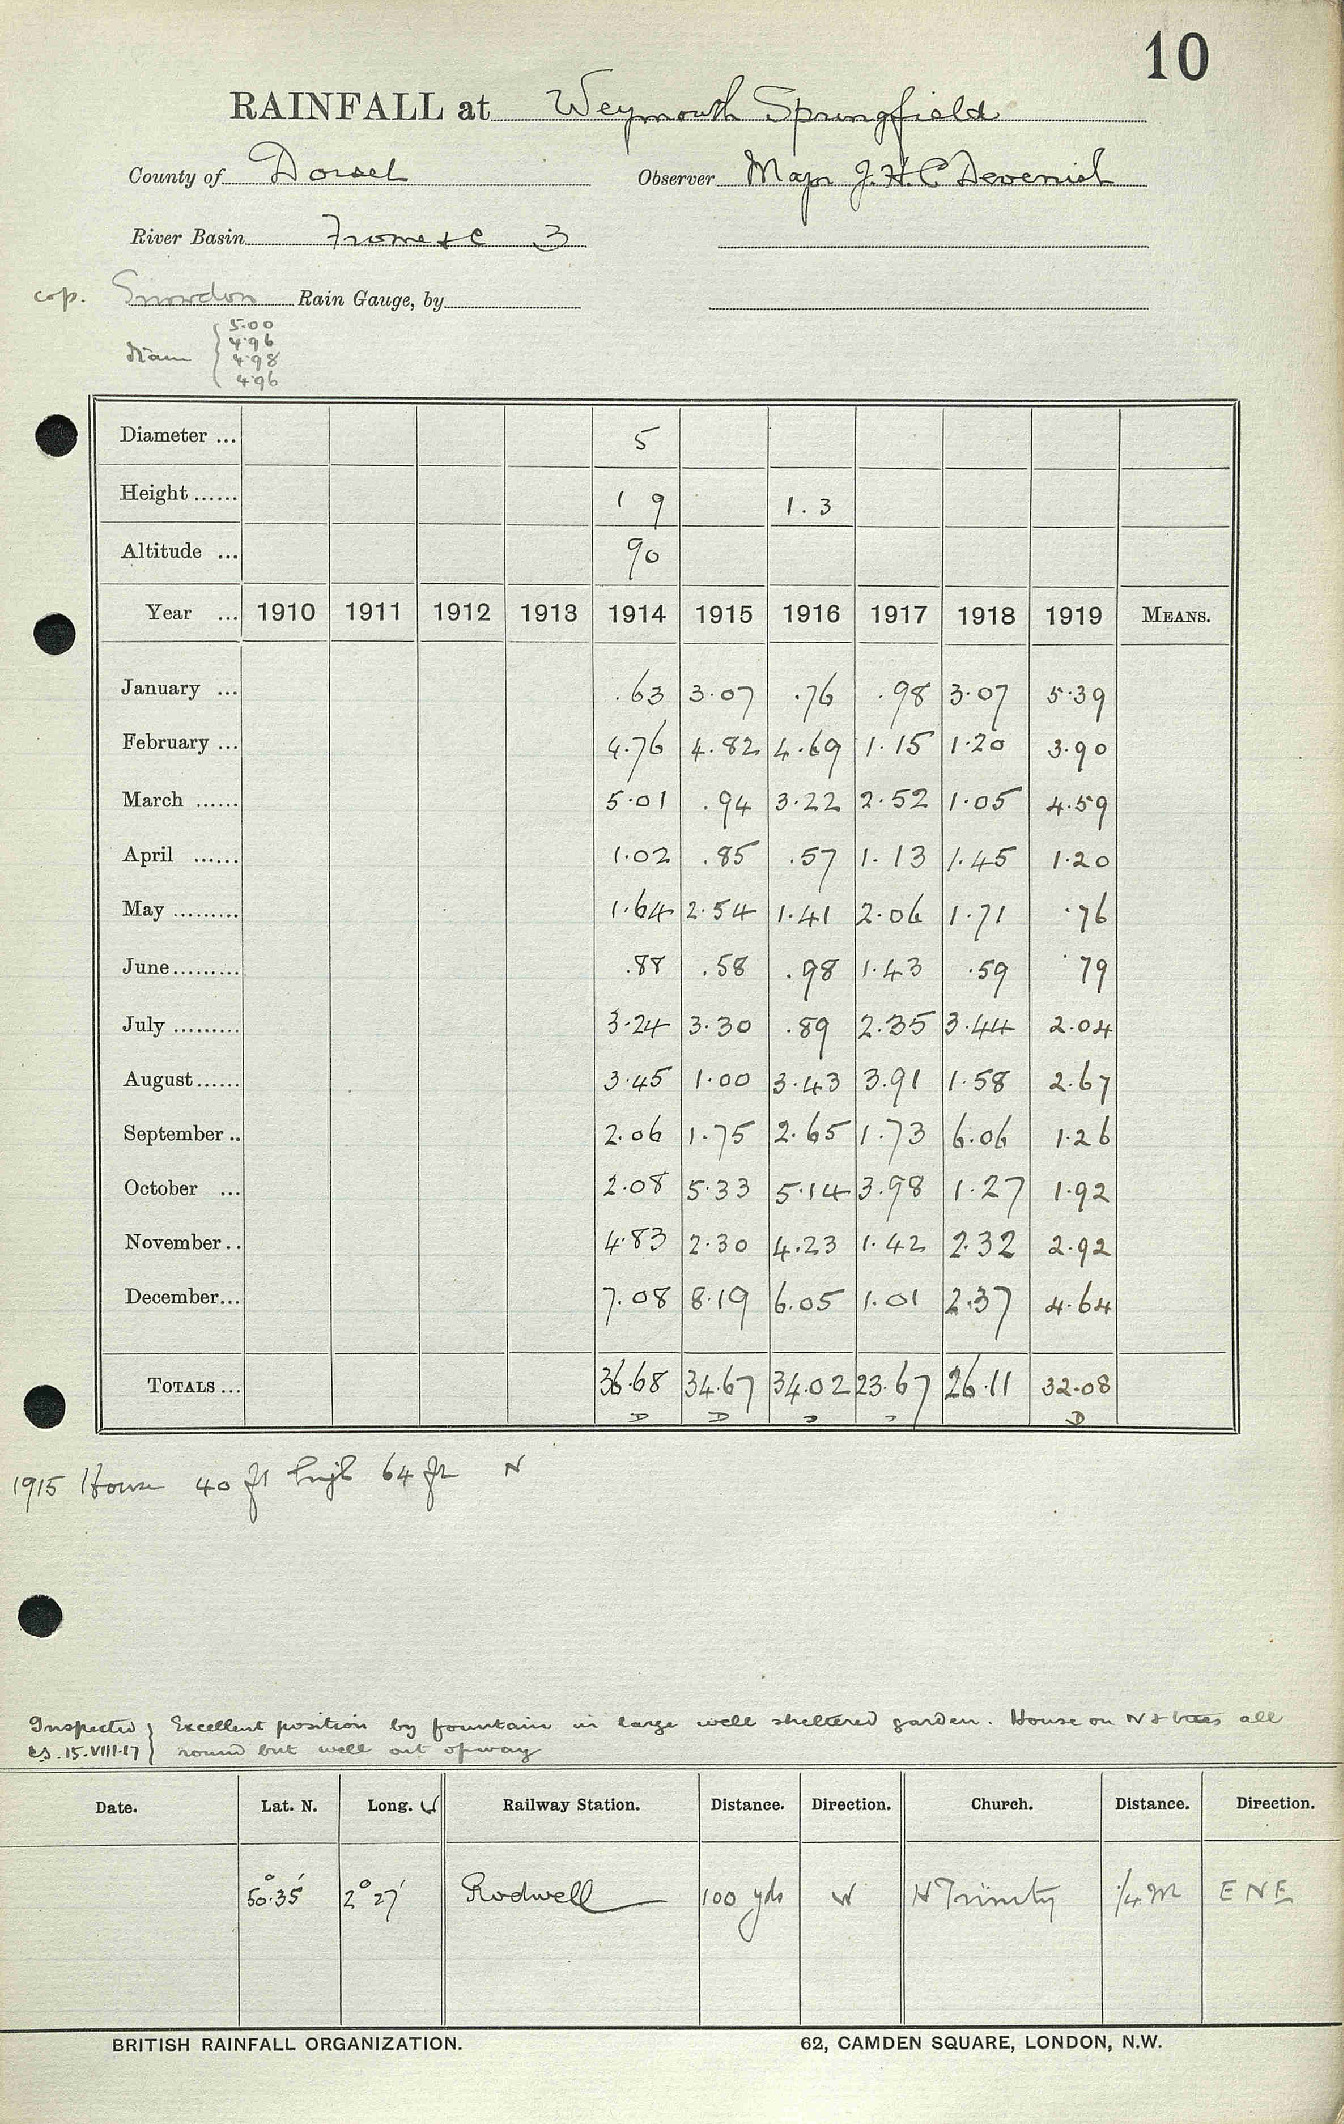 10
RAINFALL at Weymouth Springfield
County of Dorset Observer Major J.H.C Devenish
River Basin Frome &c 3
cop. Snowdon Rain Gauge, by
Diam { 5.00
4.96
4.98
4.96
Diameter ... 5
Height ...... 1 9 1.3
Altitude ... 90
Year ... 1910 1911 1912 1913 1914 1915 1916 1917 1918 1919 MEANS.
January ... .63 3.07 .76 .98 3.07 5.39
February ... 4.76 4.82 4.69 1.15 1.20 3.90
March ...... 5.01 .94 3.22 2.52 1.05 4.59
April ...... 1.02 .85 .57 1.13 1.45 1.20
May ......... 1.64 2.54 1.41 2.06 1.71 .76
June ......... .88 .58 .98 1.43 .59 .79
July ......... 3.24 3.30 .89 2.35 3.44 2.04
August ...... 3.45 1.00 3.43 3.91 1.58 2.67
September .. 2.06 1.75 2.65 1.73 6.06 1.26
October ... 2.08 5.33 5.14 3.98 1.27 1.92
November .. 4.83 2.30 4.23 1.42 2.32 2.92
December ... 7.08 8.19 6.05 1.01 2.37 4.64
TOTALS ... 36.68 34.67 34.02 23.67 26.11 32.08
D D D D D
1915 House 40 ft high 64 ft N
Inspected } Excellent position by fountain in large well sheltered garden. House on N & trees all
15.VIII.17 } round but well out of way
Date. Lat. N. Long. W Railway Station. Distance. Direction. Church. Distance. Direction.
50°35' 2°27' Rodwell 100 yds W H Trinity 1/4 m ENE
BRITISH RAINFALL ORGANIZATION. 62, CAMDEN SQUARE, LONDON, N.W.